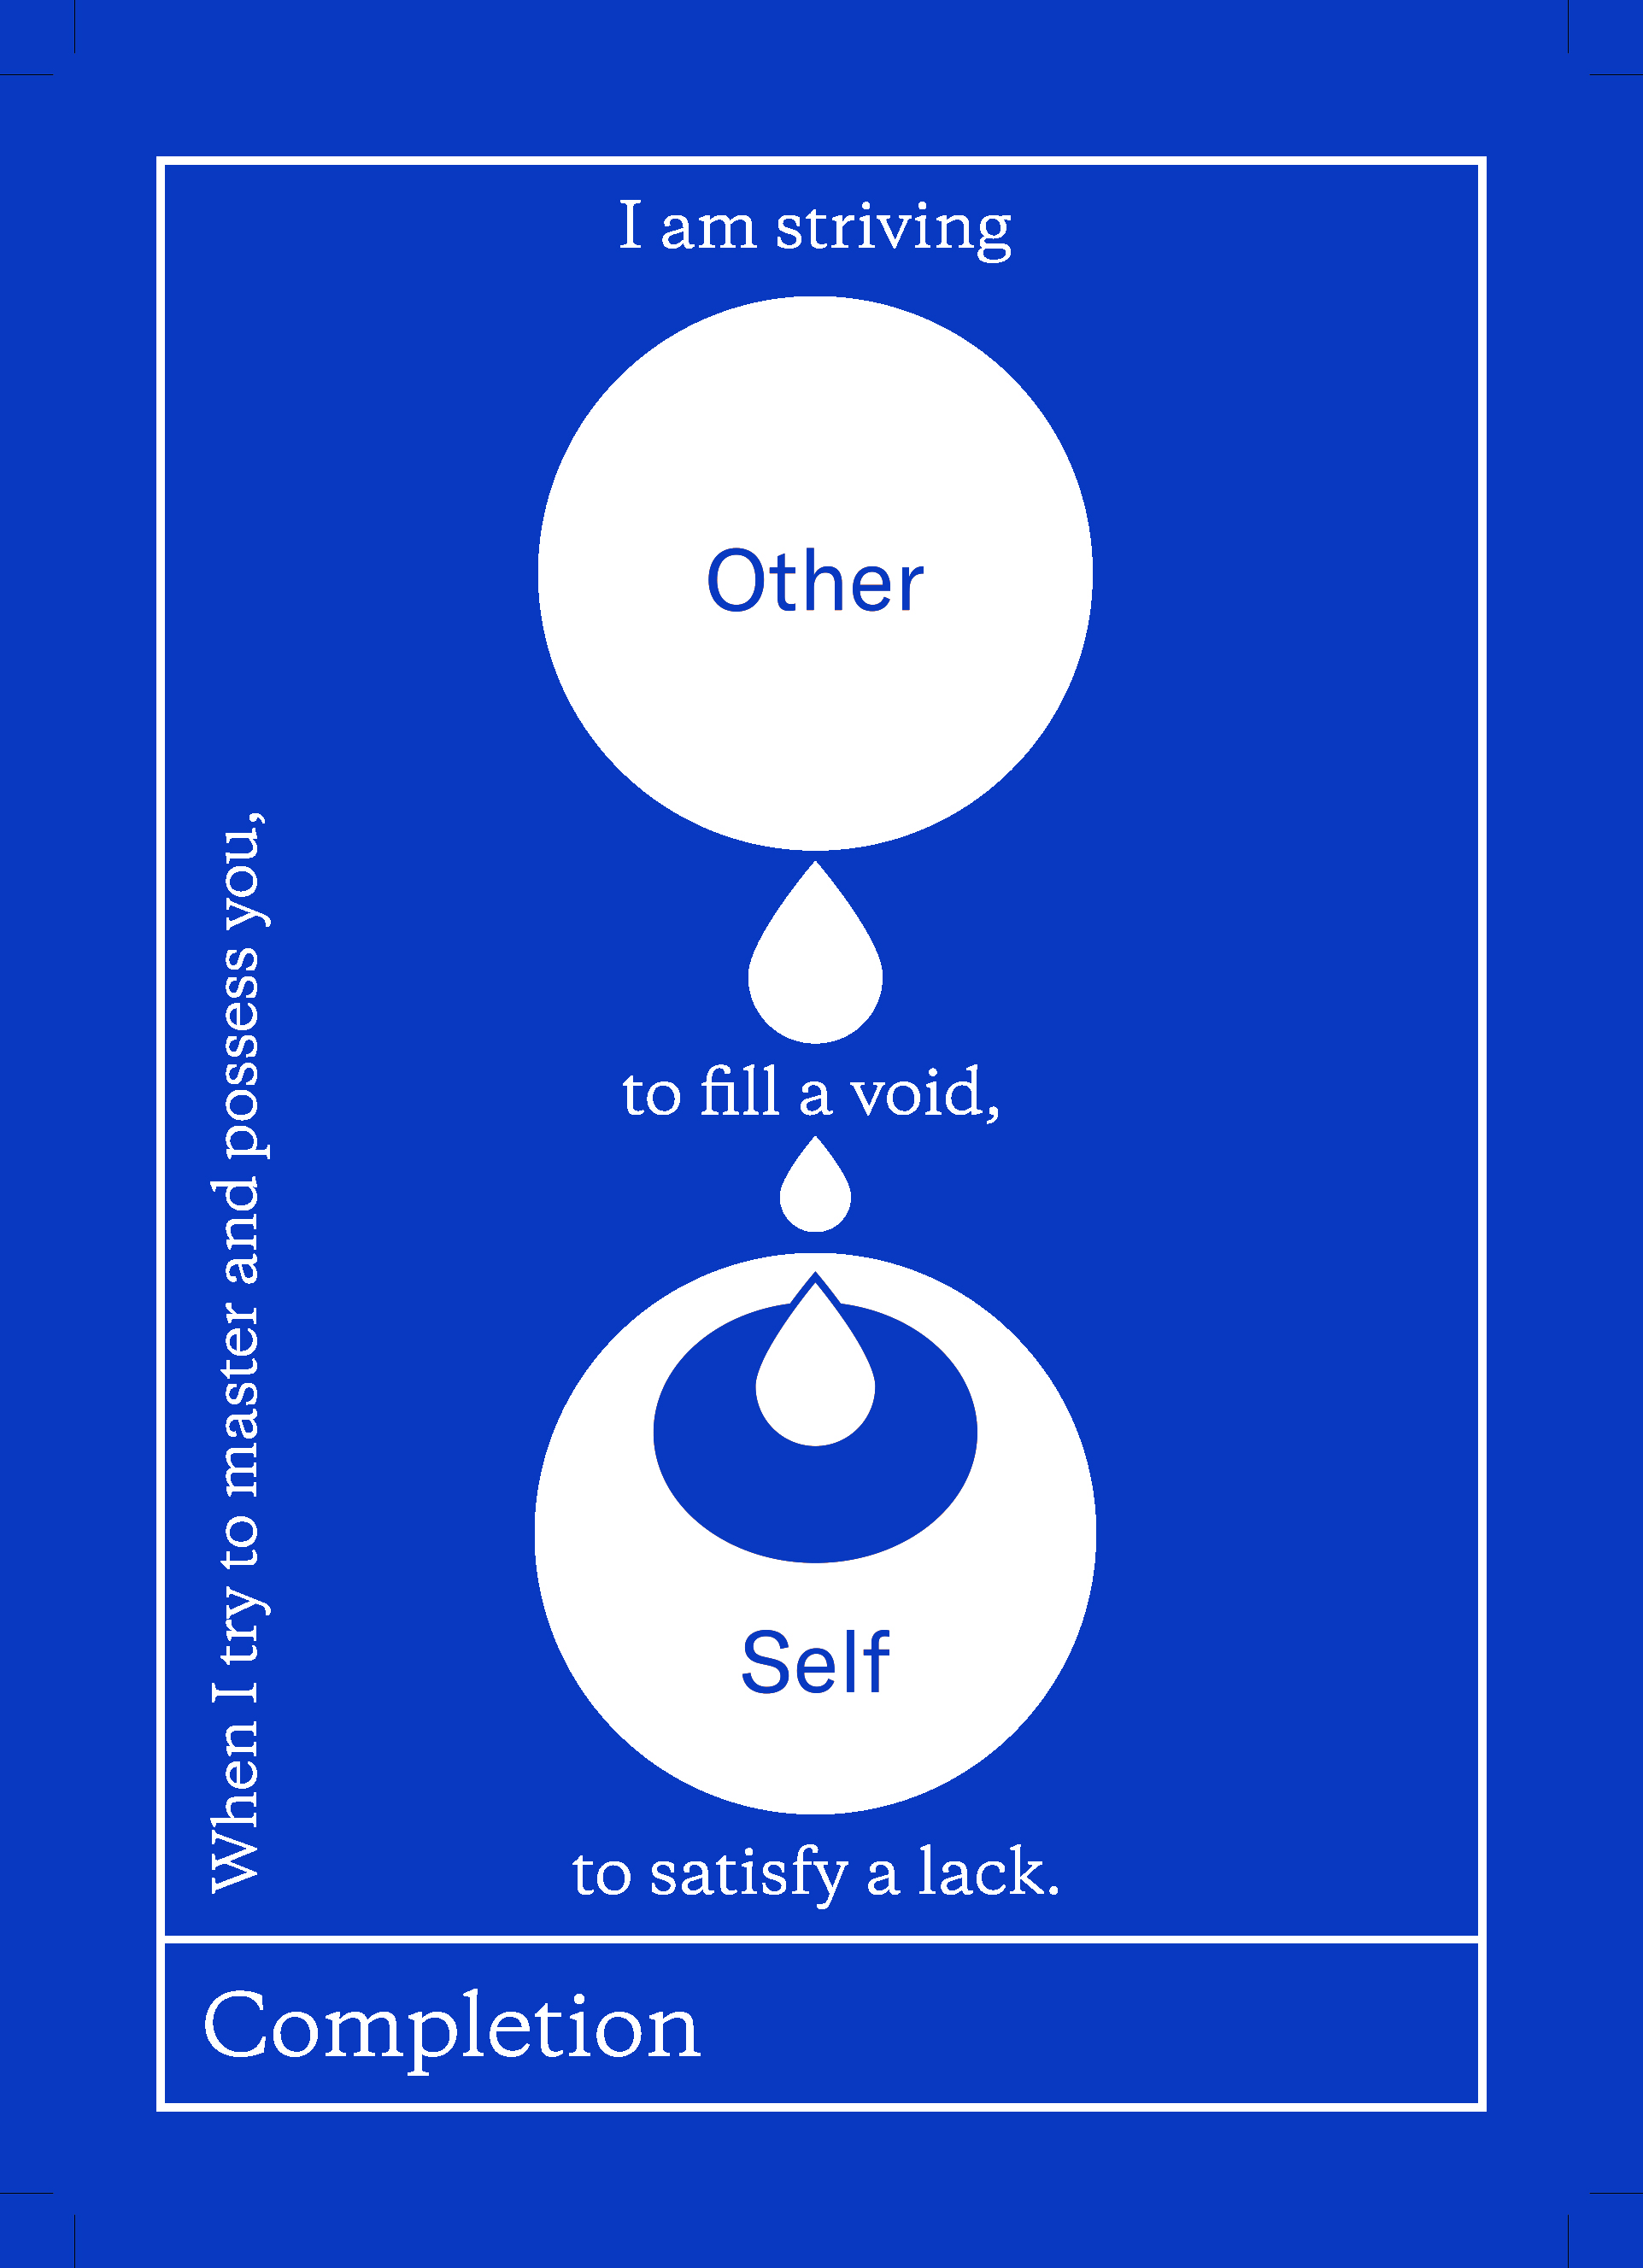 When I try to master and possess you,
I am striving
Other
to fill a void,
Self
to satisfy a lack.
Completion